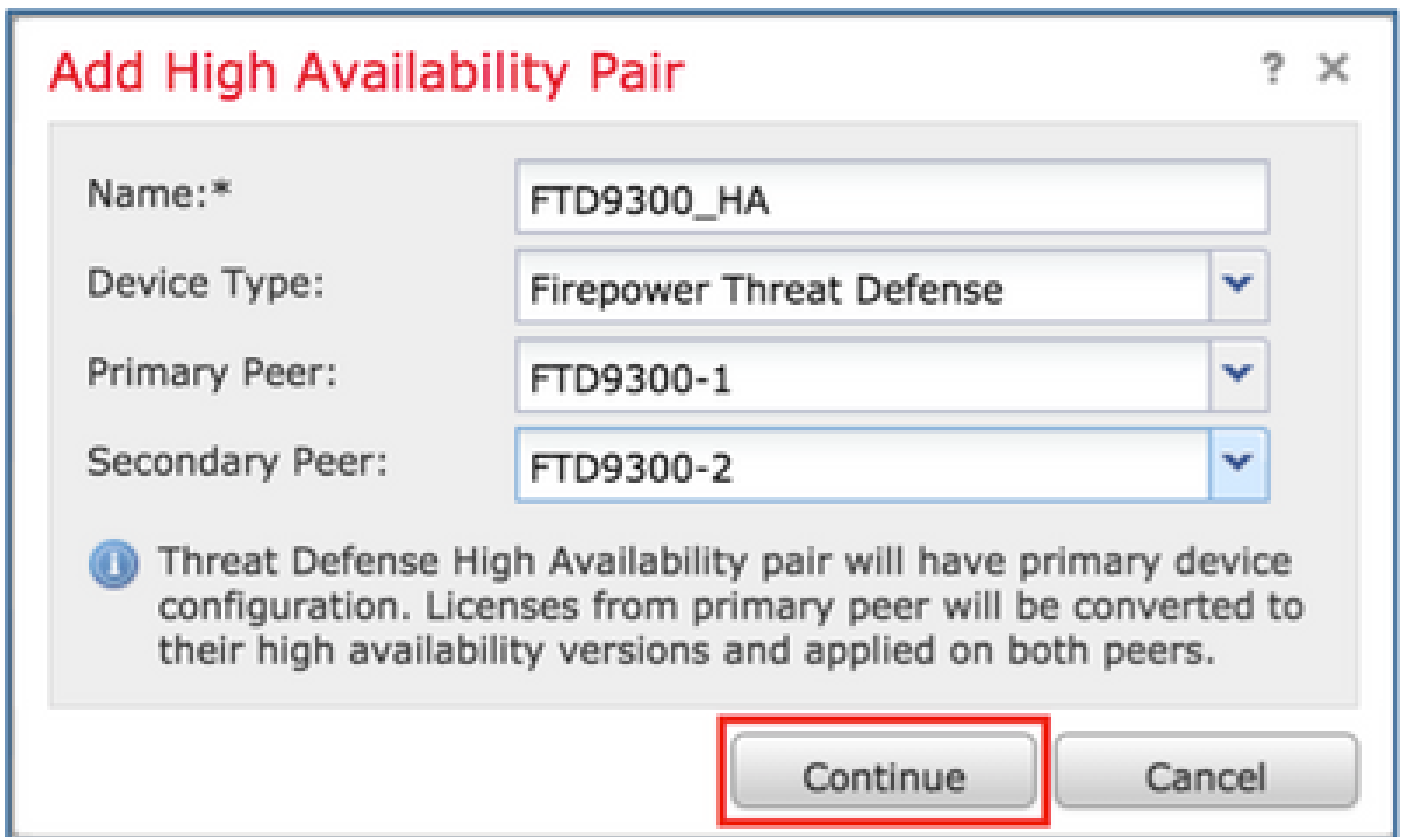 Add High Availability Pair ? ×
Name:* FTD9300_HA
Device Type: Firepower Threat Defense
Primary Peer: FTD9300-1
Secondary Peer: FTD9300-2
Threat Defense High Availability pair will have primary device
configuration. Licenses from primary peer will be converted to
their high availability versions and applied on both peers.
Continue Cancel